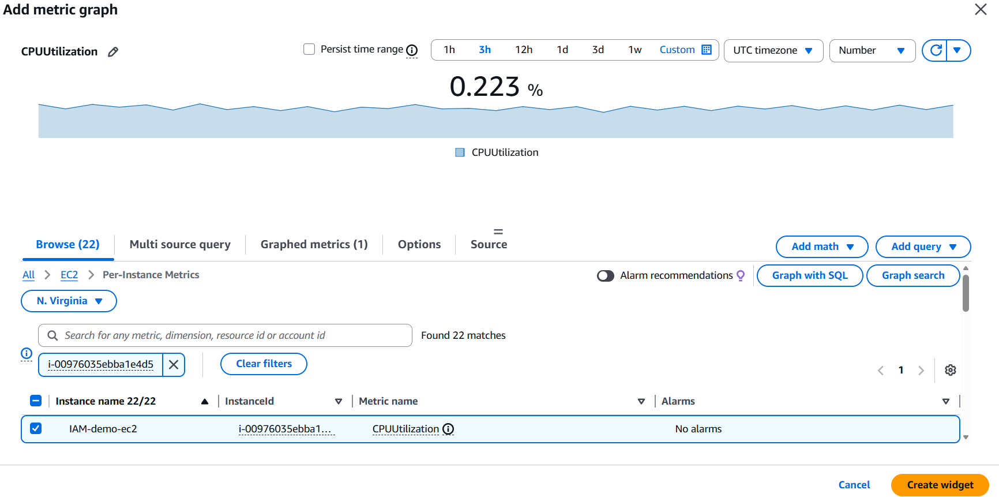 Add metric graph
CPUUtilization
Persist time range
1h 3h 12h 1d 3d 1w Custom
UTC timezone
Number
0.223 %
CPUUtilization
Browse (22)
Multi source query
Graphed metrics (1)
Options
Source
Add math
Add query
All
EC2
Per-Instance Metrics
Alarm recommendations
Graph with SQL
Graph search
N. Virginia
Search for any metric, dimension, resource id or account id
Found 22 matches
i-00976035ebba1e4d5
Clear filters
1
Instance name 22/22
InstanceId
Metric name
Alarms
IAM-demo-ec2
i-00976035ebba1...
CPUUtilization
No alarms
Cancel
Create widget